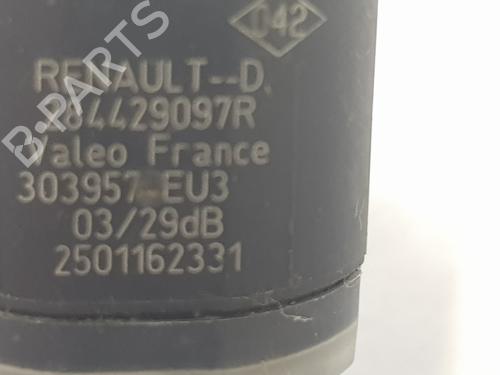 042
RENAULT--D.
284429097R
Valeo France
303957 EU3
03/29dB
2501162331
B-PARTS